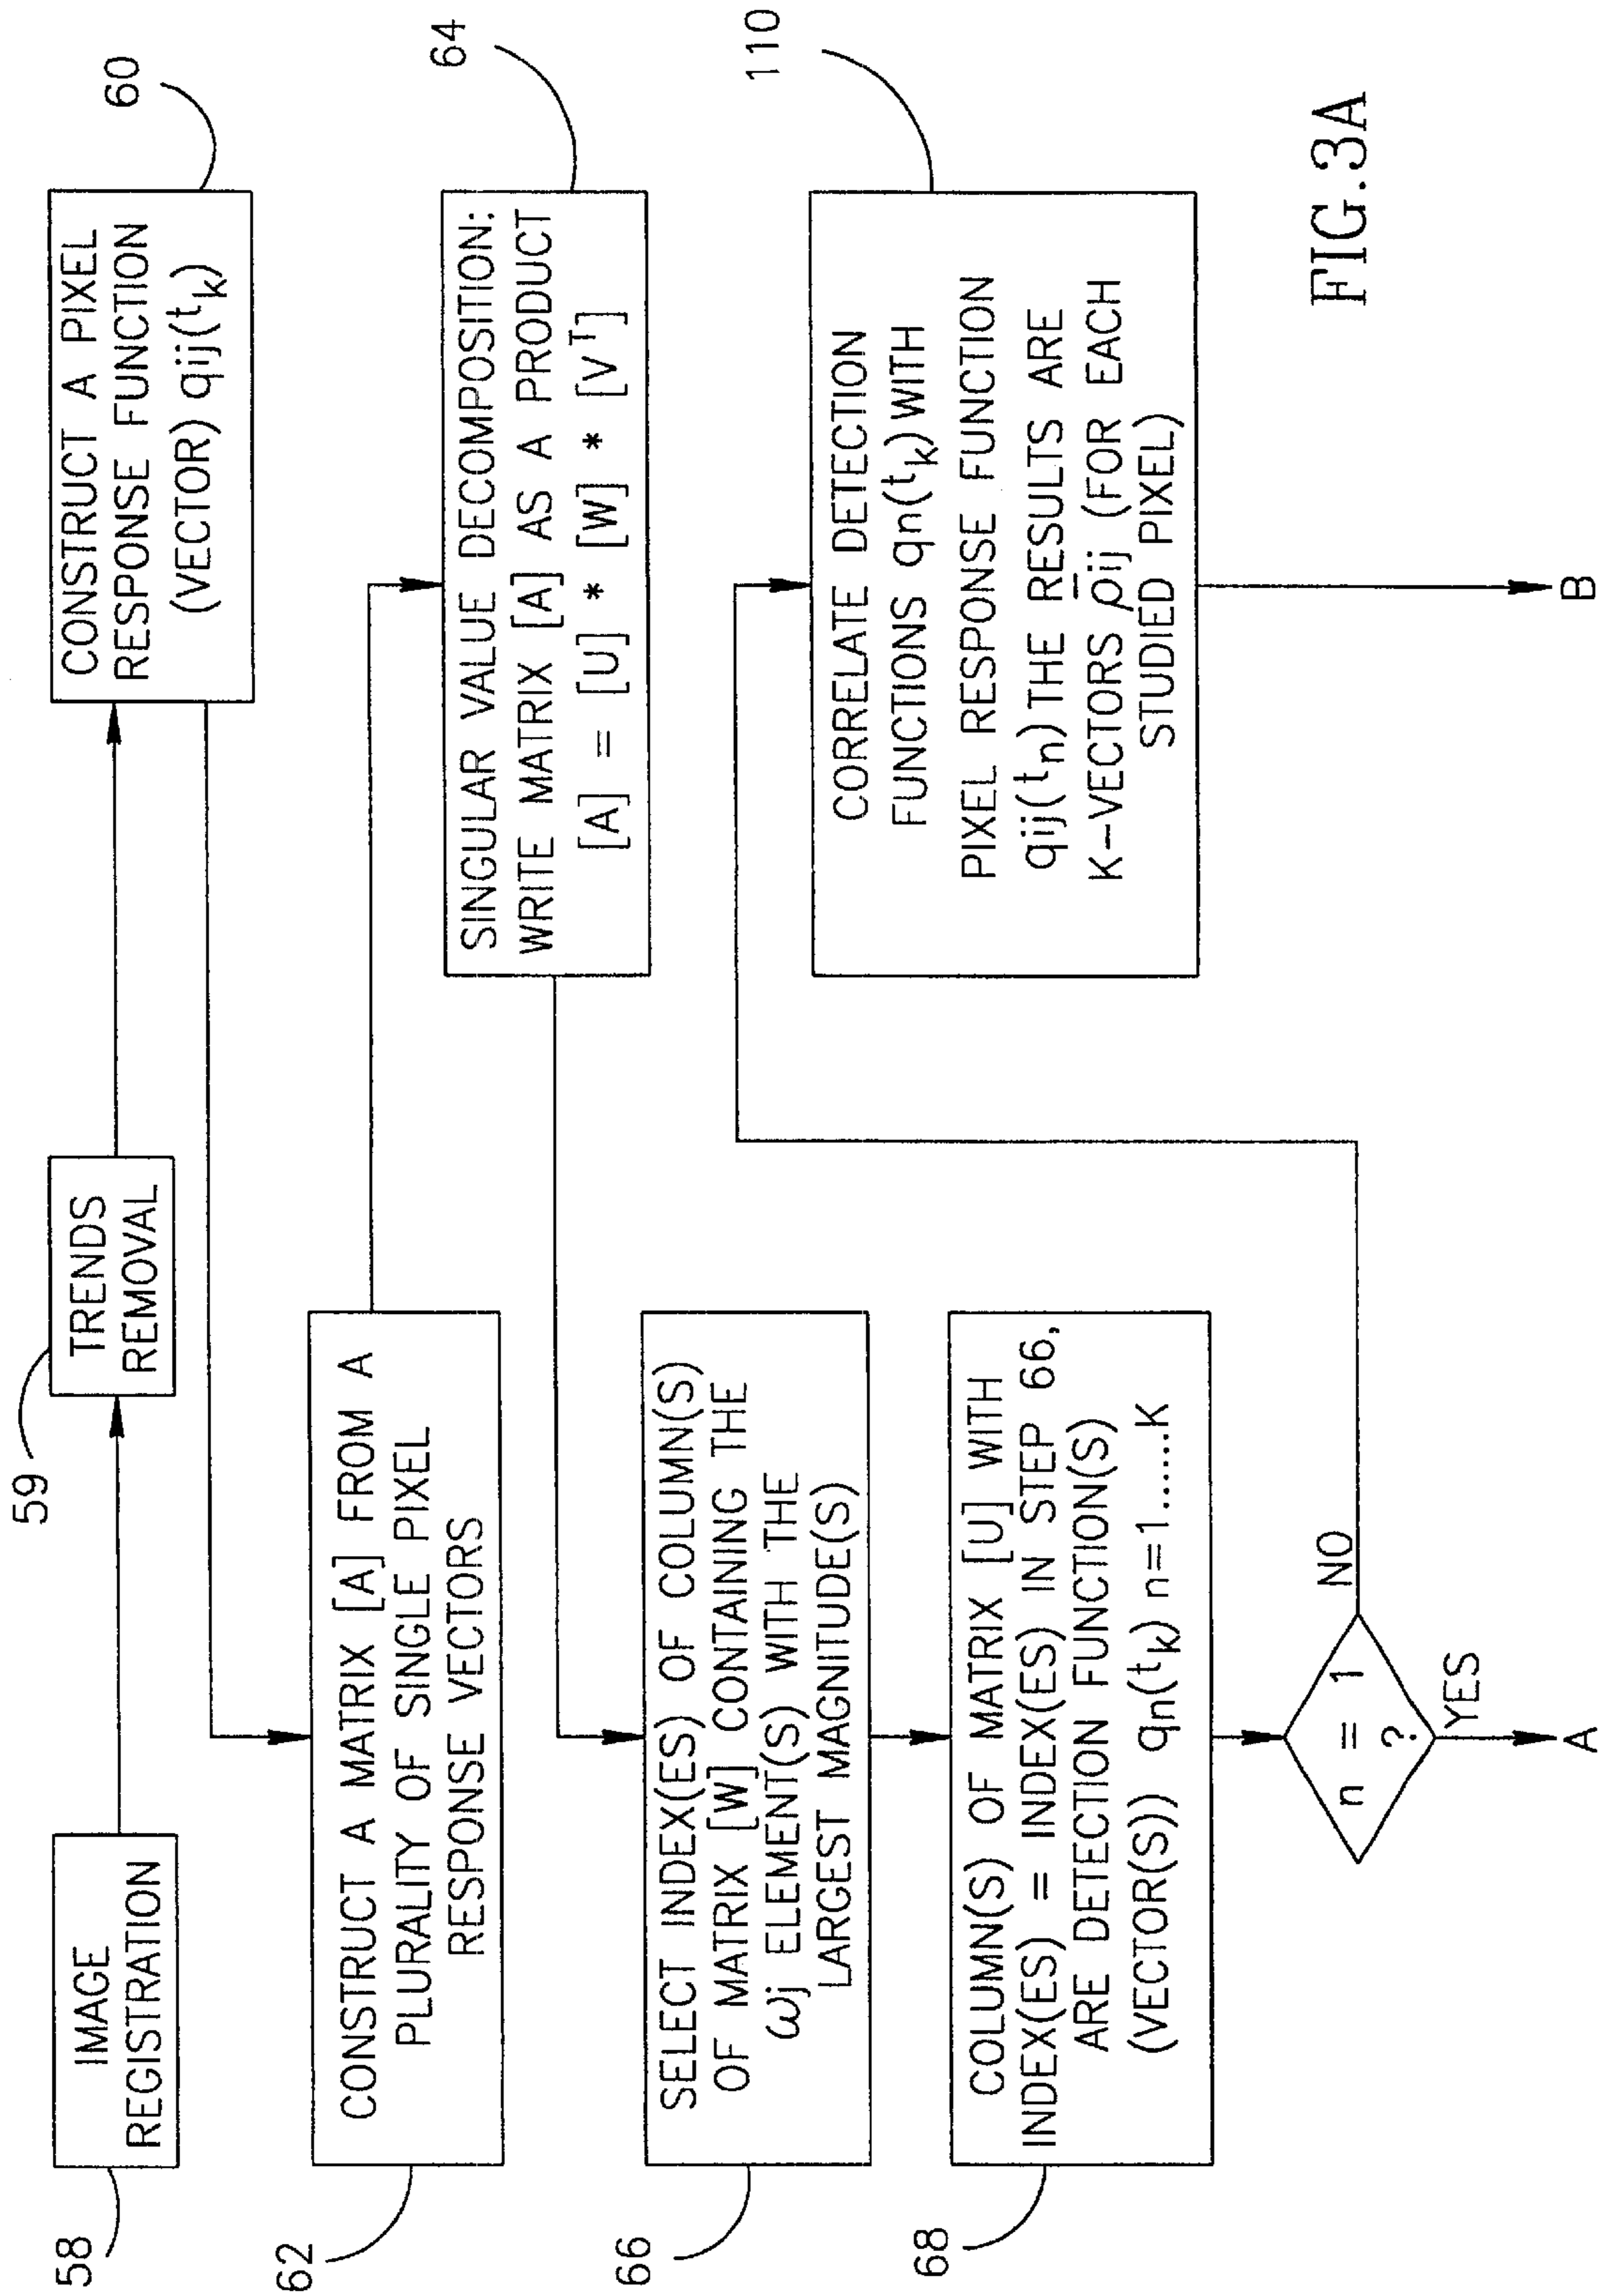 58
IMAGE
REGISTRATION
59
TRENDS
REMOVAL
60
CONSTRUCT A PIXEL
RESPONSE FUNCTION
(VECTOR) qij(tk)
62
CONSTRUCT A MATRIX [A] FROM A
PLURALITY OF SINGLE PIXEL
RESPONSE VECTORS
64
SINGULAR VALUE DECOMPOSITION:
WRITE MATRIX [A] AS A PRODUCT
[A] = [U] * [W] * [Vᵀ]
66
SELECT INDEX(ES) OF COLUMN(S)
OF MATRIX [W] CONTAINING THE
ωj ELEMENT(S) WITH THE
LARGEST MAGNITUDE(S)
68
COLUMN(S) OF MATRIX [U] WITH
INDEX(ES) = INDEX(ES) IN STEP 66,
ARE DETECTION FUNCTION(S)
(VECTOR(S)) qn(tk) n=1......K
n = 1
?
NO
YES
A
110
CORRELATE DETECTION
FUNCTIONS qn(tk)WITH
PIXEL RESPONSE FUNCTION
qij(tn) THE RESULTS ARE
K-VECTORS ρ̄ij (FOR EACH
STUDIED PIXEL)
B
FIG.3A